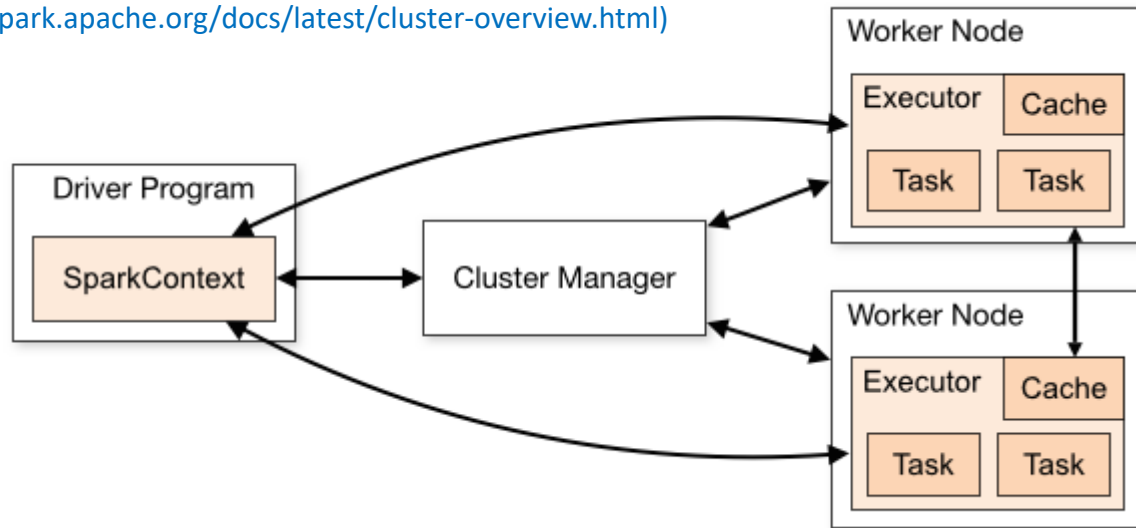 park.apache.org/docs/latest/cluster-overview.html)
Worker Node
Executor
Cache
Task
Task
Driver Program
SparkContext
Cluster Manager
Worker Node
Executor
Cache
Task
Task